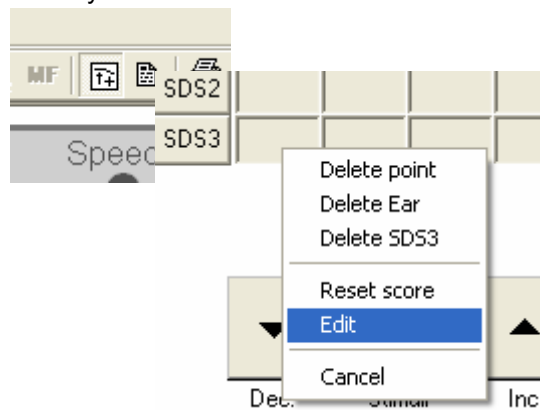 MF
SDS2
Speec
SDS3
Delete point
Delete Ear
Delete SDS3
Reset score
Edit
Cancel
Dec. Inc